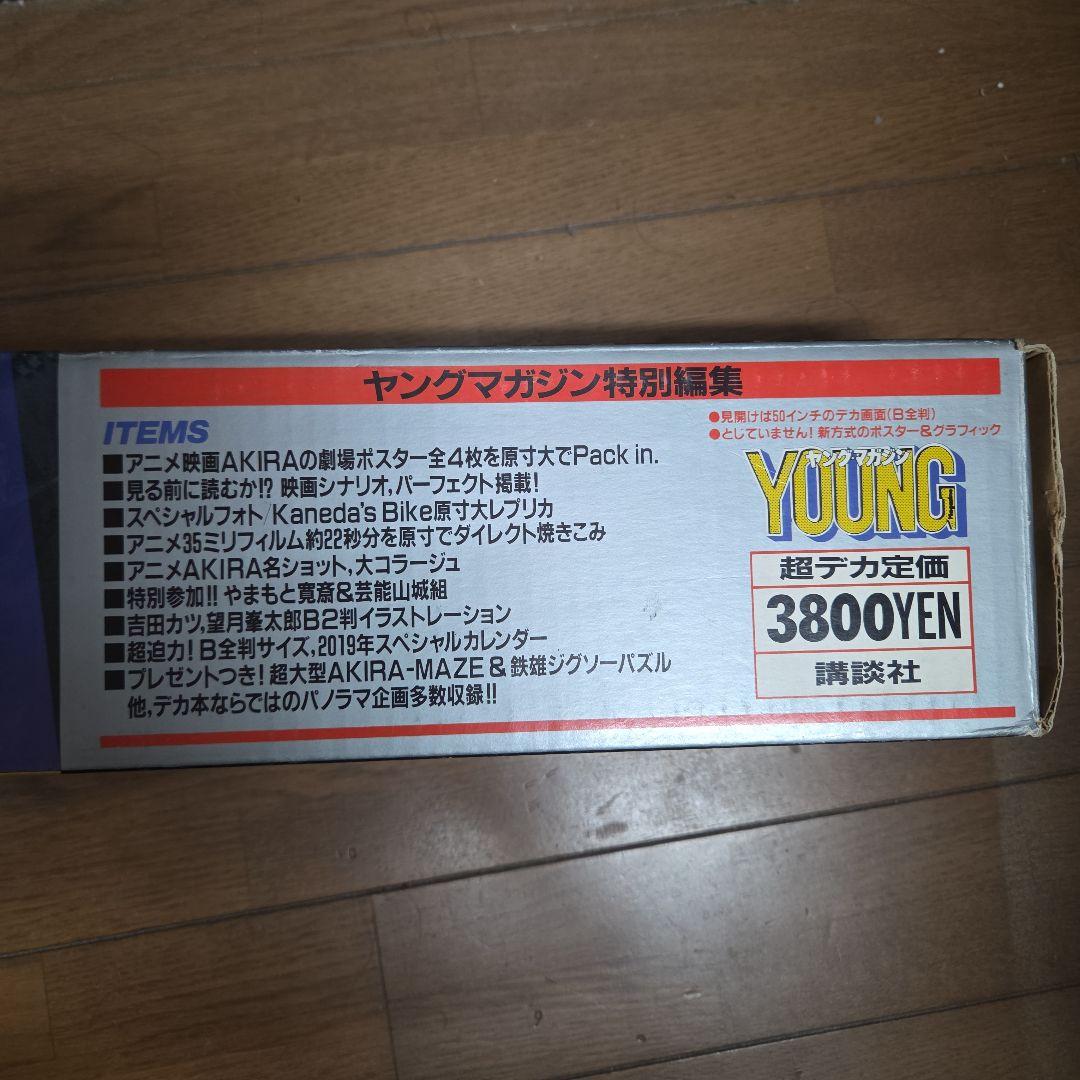 ヤングマガジン特別編集
ITEMS
■アニメ映画AKIRAの劇場ポスター全4枚を原寸大でPack in.
■見る前に読むか!? 映画シナリオ,パーフェクト掲載!
■スペシャルフォト/Kaneda's Bike原寸大レプリカ
■アニメ35ミリフィルム約22秒分を原寸でダイレクト焼きこみ
■アニメAKIRA名ショット,大コラージュ
■特別参加!! やまもと寛斎&芸能山城組
■吉田カツ,望月峯太郎B2判イラストレーション
■超迫力! B全判サイズ,2019年スペシャルカレンダー
■プレゼントつき! 超大型AKIRA-MAZE&鉄雄ジグソーパズル
他,デカ本ならではのパノラマ企画多数収録!!
●見開けは50インチのデカ画面(B全判)
●としていません! 新方式のポスター&グラフィック
ヤングマガジン
YOUNG
超デカ定価
3800YEN
講談社